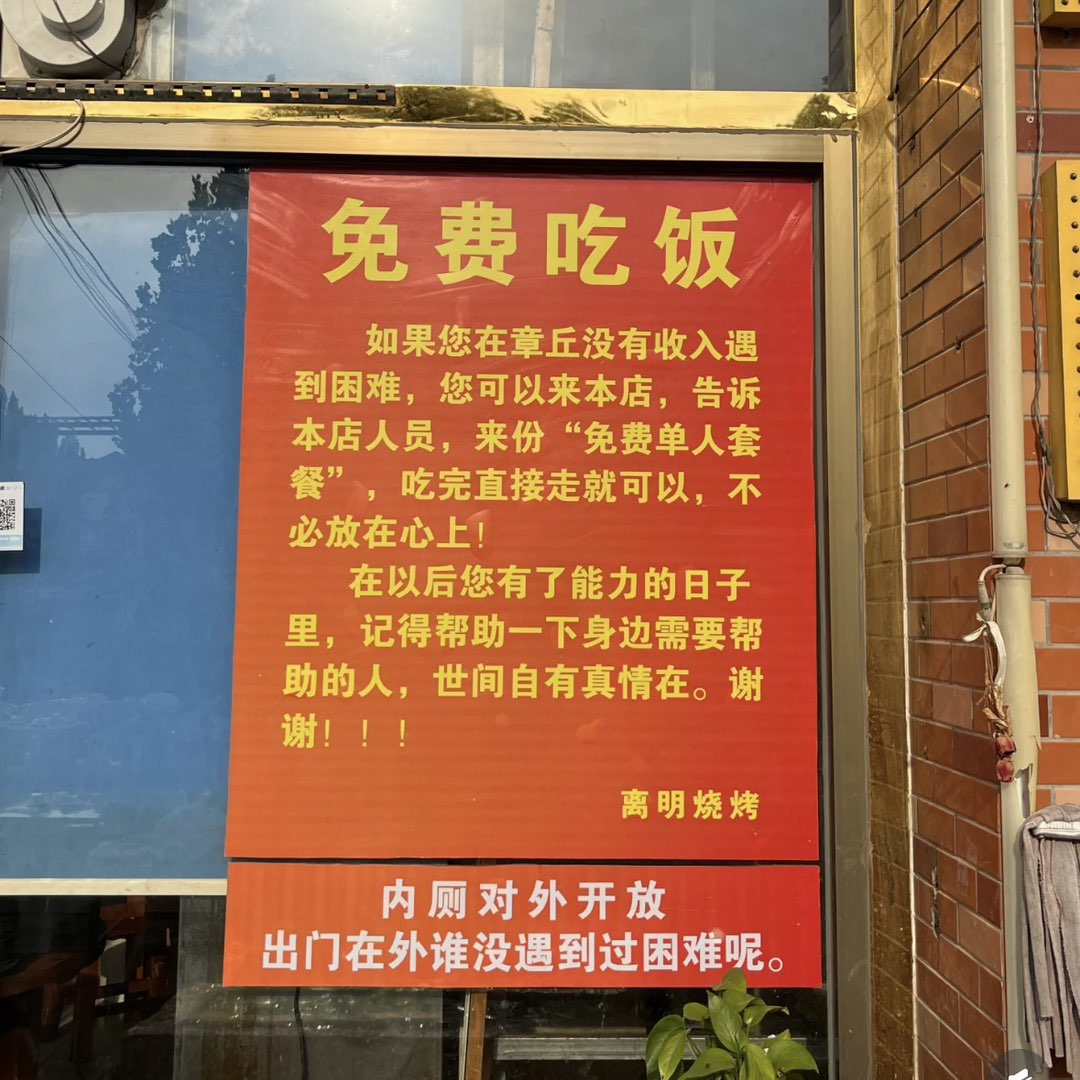 免费吃饭
如果您在章丘没有收入遇
到困难，您可以来本店，告诉
本店人员，来份“免费单人套
餐”，吃完直接走就可以，不
必放在心上！
在以后您有了能力的日子
里，记得帮助一下身边需要帮
助的人，世间自有真情在。谢
谢！！！
离明烧烤
内厕对外开放
出门在外谁没遇到过困难呢。